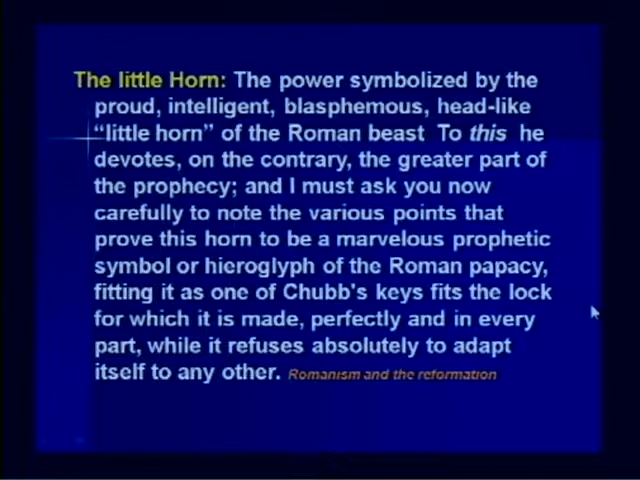 The little Horn: The power symbolized by the
proud, intelligent, blasphemous, head-like
“little horn” of the Roman beast To this he
devotes, on the contrary, the greater part of
the prophecy; and I must ask you now
carefully to note the various points that
prove this horn to be a marvelous prophetic
symbol or hieroglyph of the Roman papacy,
fitting it as one of Chubb's keys fits the lock
for which it is made, perfectly and in every
part, while it refuses absolutely to adapt
itself to any other. Romanism and the reformation